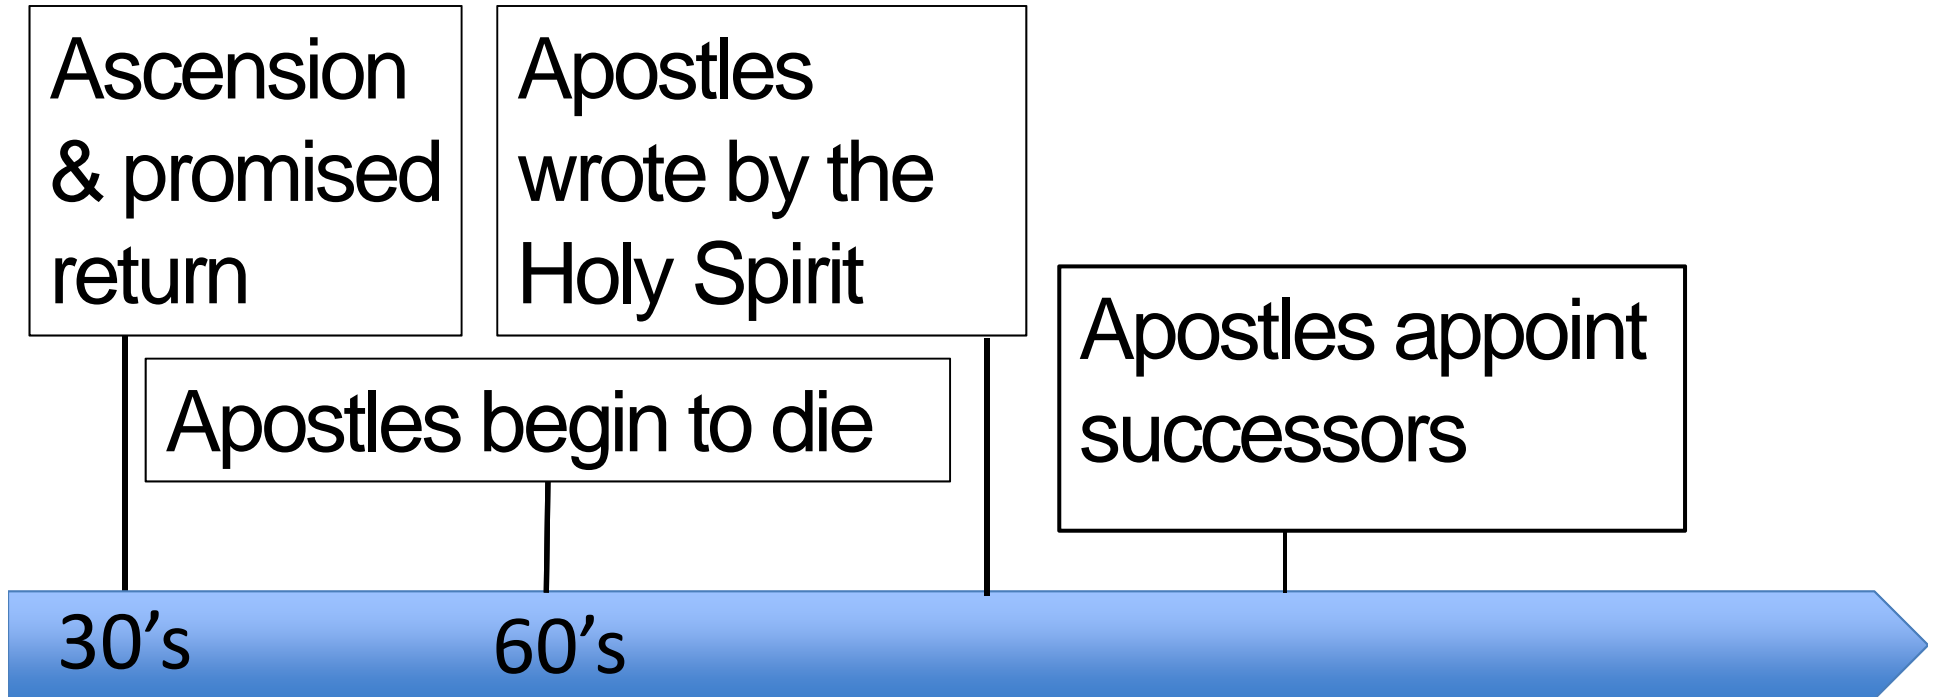 Ascension
& promised
return
Apostles
wrote by the
Holy Spirit
Apostles begin to die
Apostles appoint
successors
30’s
60’s